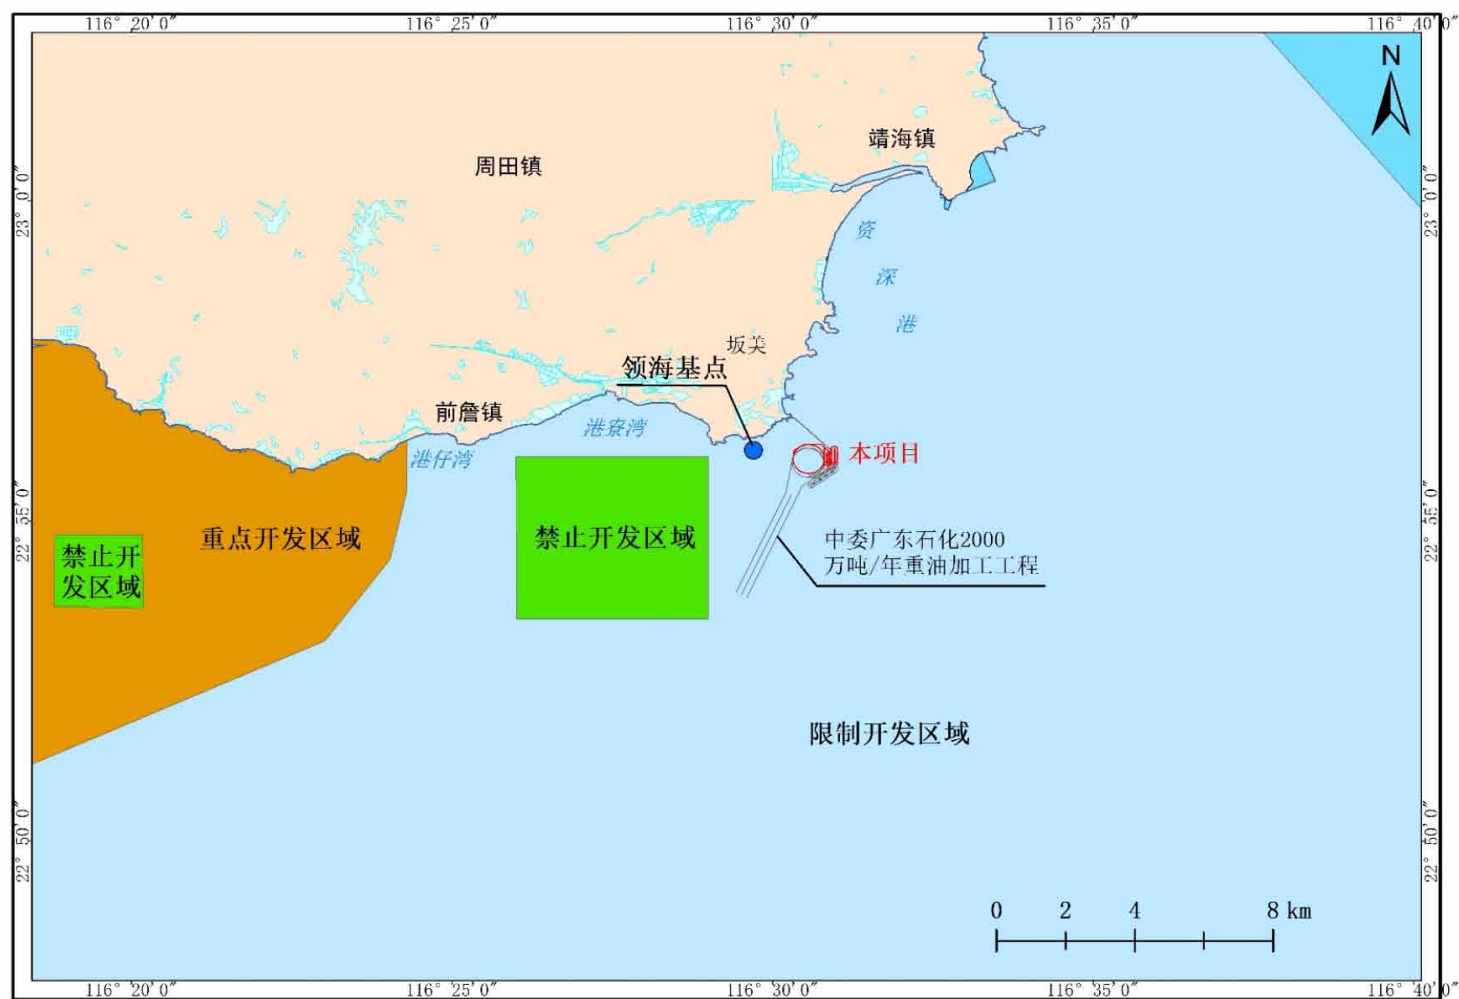 116° 20′ 0″
116° 25′ 0″
116° 30′ 0″
116° 35′ 0″
116° 40′ 0″
N
靖海镇
周田镇
23° 0′ 0″
23° 0′ 0″
资
深
港
坂美
领海基点
前詹镇
港寮湾
港仔湾
本项目
22° 55′ 0″
22° 55′ 0″
重点开发区域
禁止开发区域
禁止开
发区域
中委广东石化2000
万吨/年重油加工工程
限制开发区域
22° 50′ 0″
22° 50′ 0″
0 2 4 8 km
116° 20′ 0″
116° 25′ 0″
116° 30′ 0″
116° 35′ 0″
116° 40′ 0″